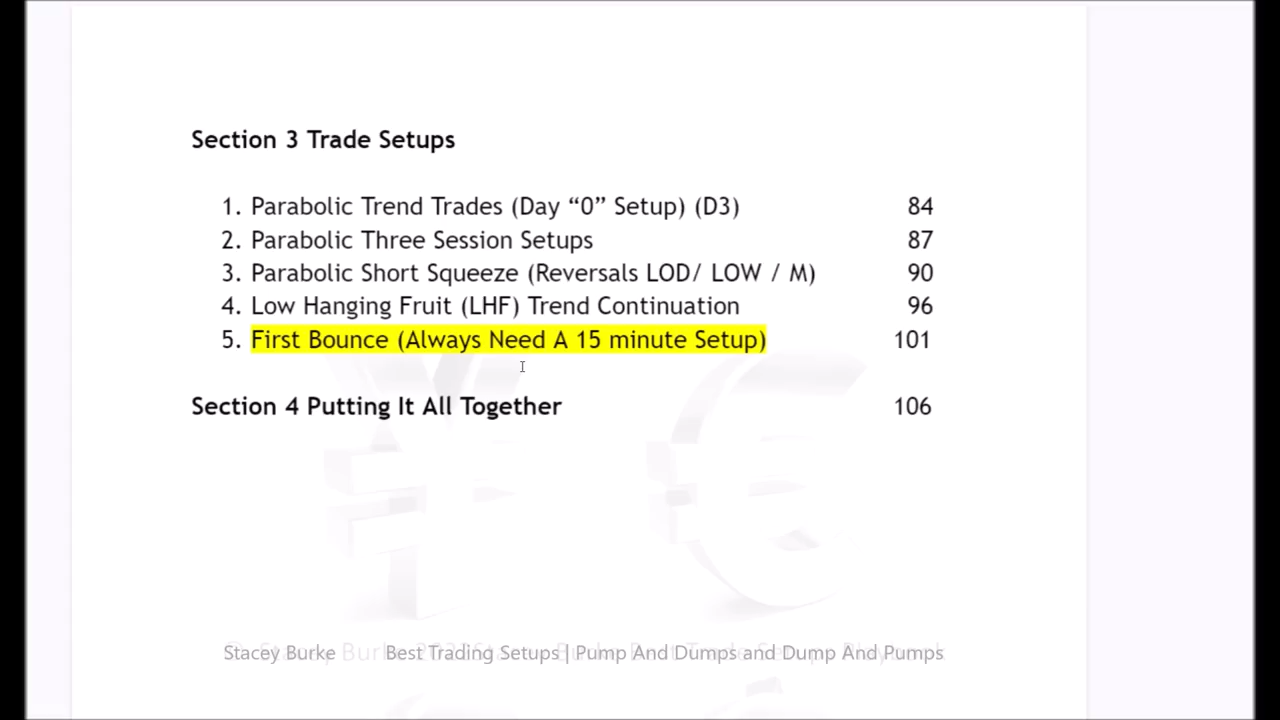 Section 3 Trade Setups
1. Parabolic Trend Trades (Day “0” Setup) (D3) 84
2. Parabolic Three Session Setups 87
3. Parabolic Short Squeeze (Reversals LOD/ LOW / M) 90
4. Low Hanging Fruit (LHF) Trend Continuation 96
5. First Bounce (Always Need A 15 minute Setup) 101
Section 4 Putting It All Together 106
Stacey Burke Best Trading Setups | Pump And Dumps and Dump And Pumps